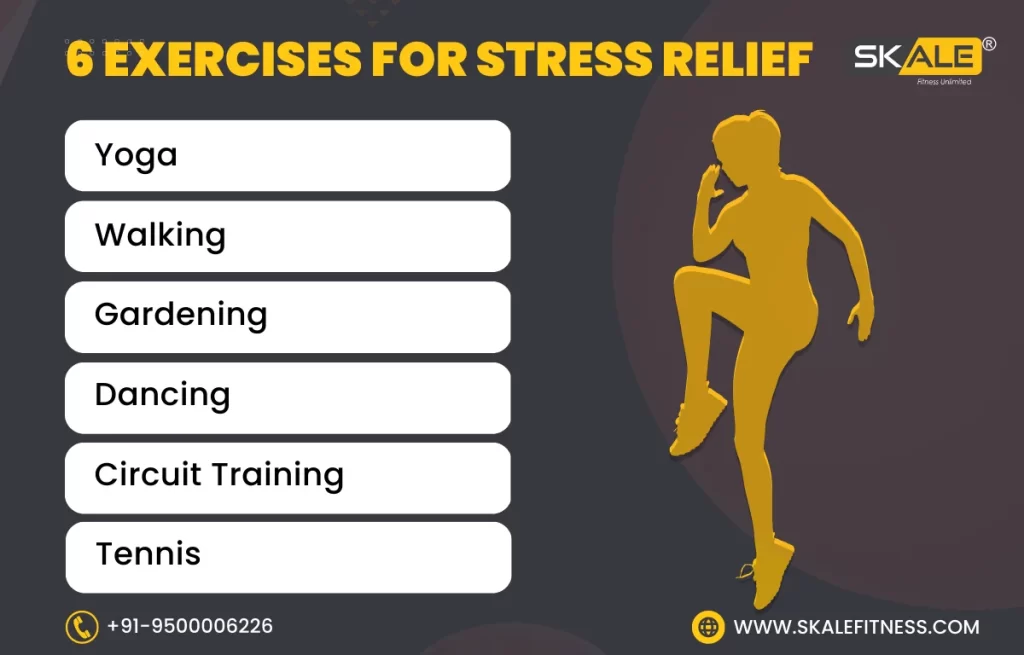 6 EXERCISES FOR STRESS RELIEF
SKALE®
Fitness Unlimited
Yoga
Walking
Gardening
Dancing
Circuit Training
Tennis
+91-9500006226
WWW.SKALEFITNESS.COM